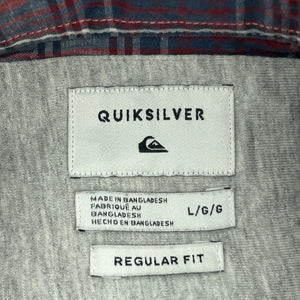 QUIKSILVER
MADE IN BANGLADESH
FABRIQUÉ AU
BANGLADESH
HECHO EN BANGLADESH
L/G/G
REGULAR FIT